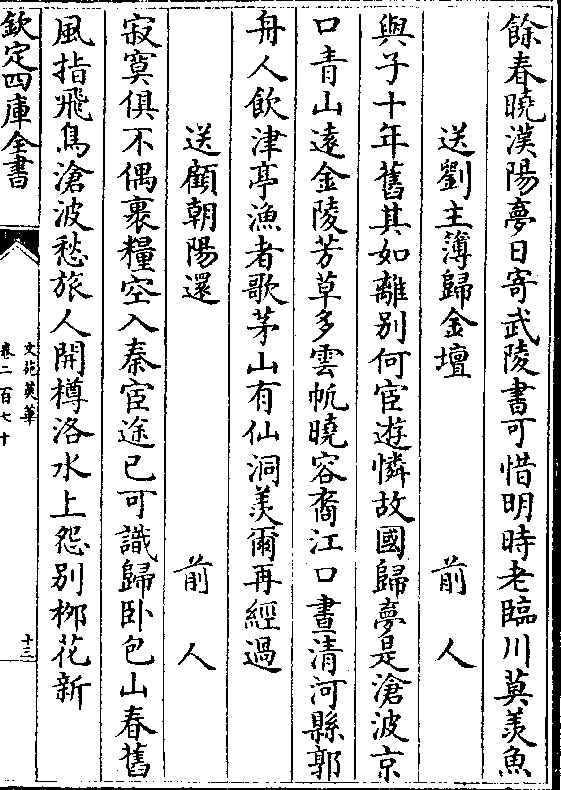 餘春曉漢陽夢日寄武陵書可惜明時老臨川莫羨魚
送劉主簿歸金壇
前人
與子十年舊其如離别何宦遊憐故國歸夢是滄波京
口青山遠金陵芳草多雲帆曉容裔江口晝清河縣郭
舟人飲津亭漁者歌茅山有仙洞羨爾再經過
送顧朝陽還
前人
寂寞俱不偶裹糧空入秦宦途已可識歸卧包山春舊
風指飛鳥滄波愁旅人開樽洛水上怨别栁花新
欽定四庫全書
文苑英華
卷二百七十
十三